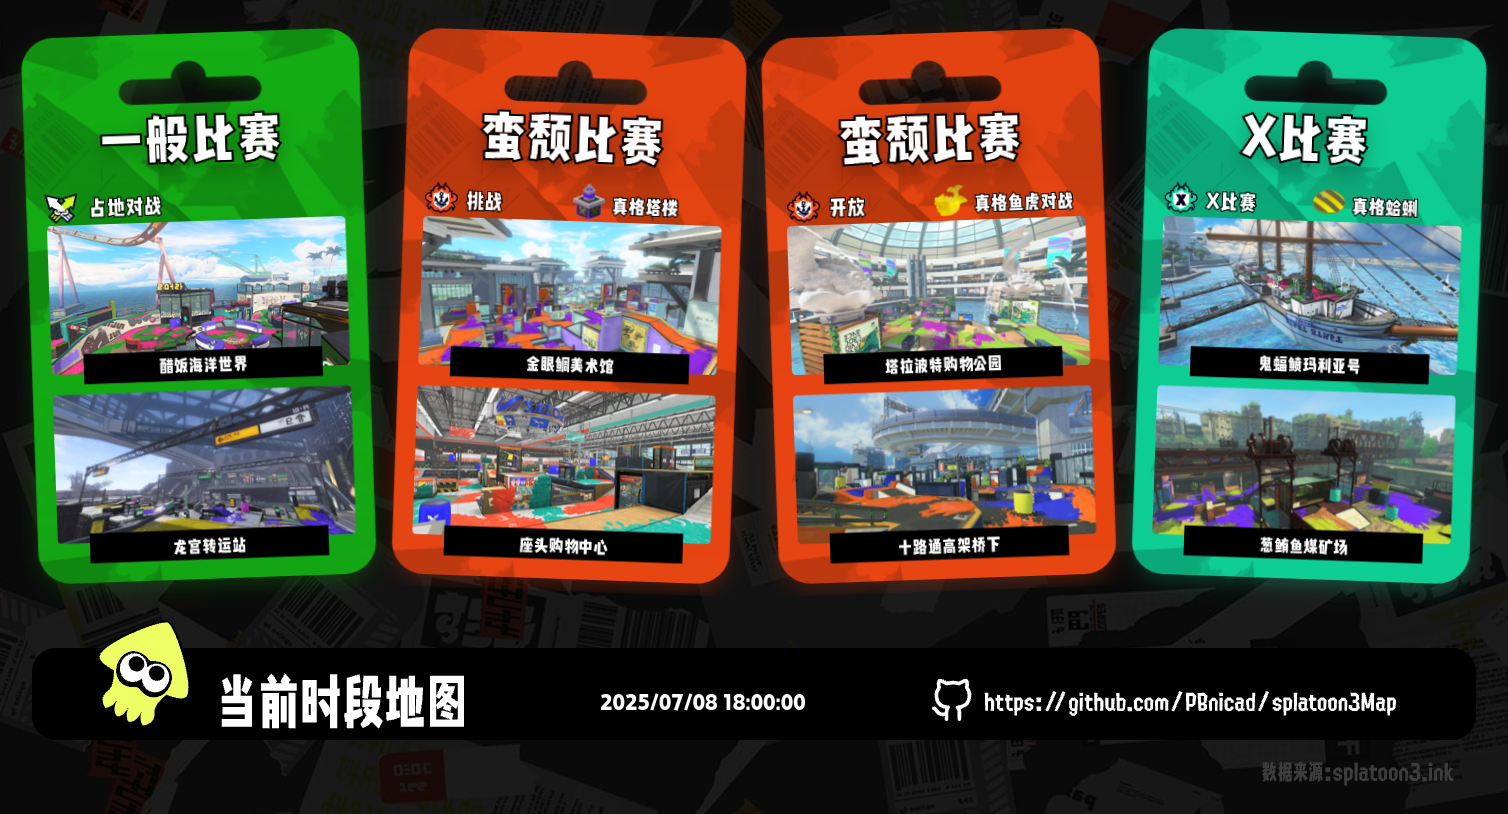 一般比赛
占地对战
醋饭海洋世界
龙宫转运站
蛮颓比赛
挑战 真格塔楼
金眼鲷美术馆
座头购物中心
蛮颓比赛
开放 真格鱼虎对战
塔拉波特购物公园
十路通高架桥下
X比赛
X比赛 真格蛤蜊
鬼蝠鲼玛利亚号
葱鲔鱼煤矿场
当前时段地图
2025/07/08 18:00:00
https://github.com/PBnicad/splatoon3Map
数据来源:splatoon3.ink